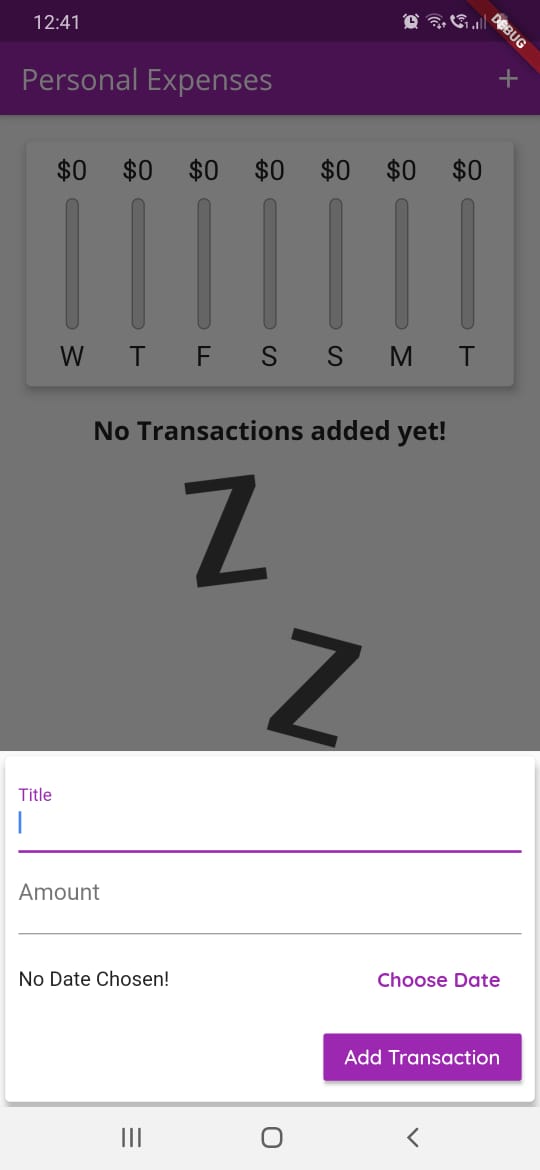 12:41
DEBUG
Personal Expenses
$0 $0 $0 $0 $0 $0 $0
W T F S S M T
No Transactions added yet!
Z
Z
Title
Amount
No Date Chosen! Choose Date
Add Transaction